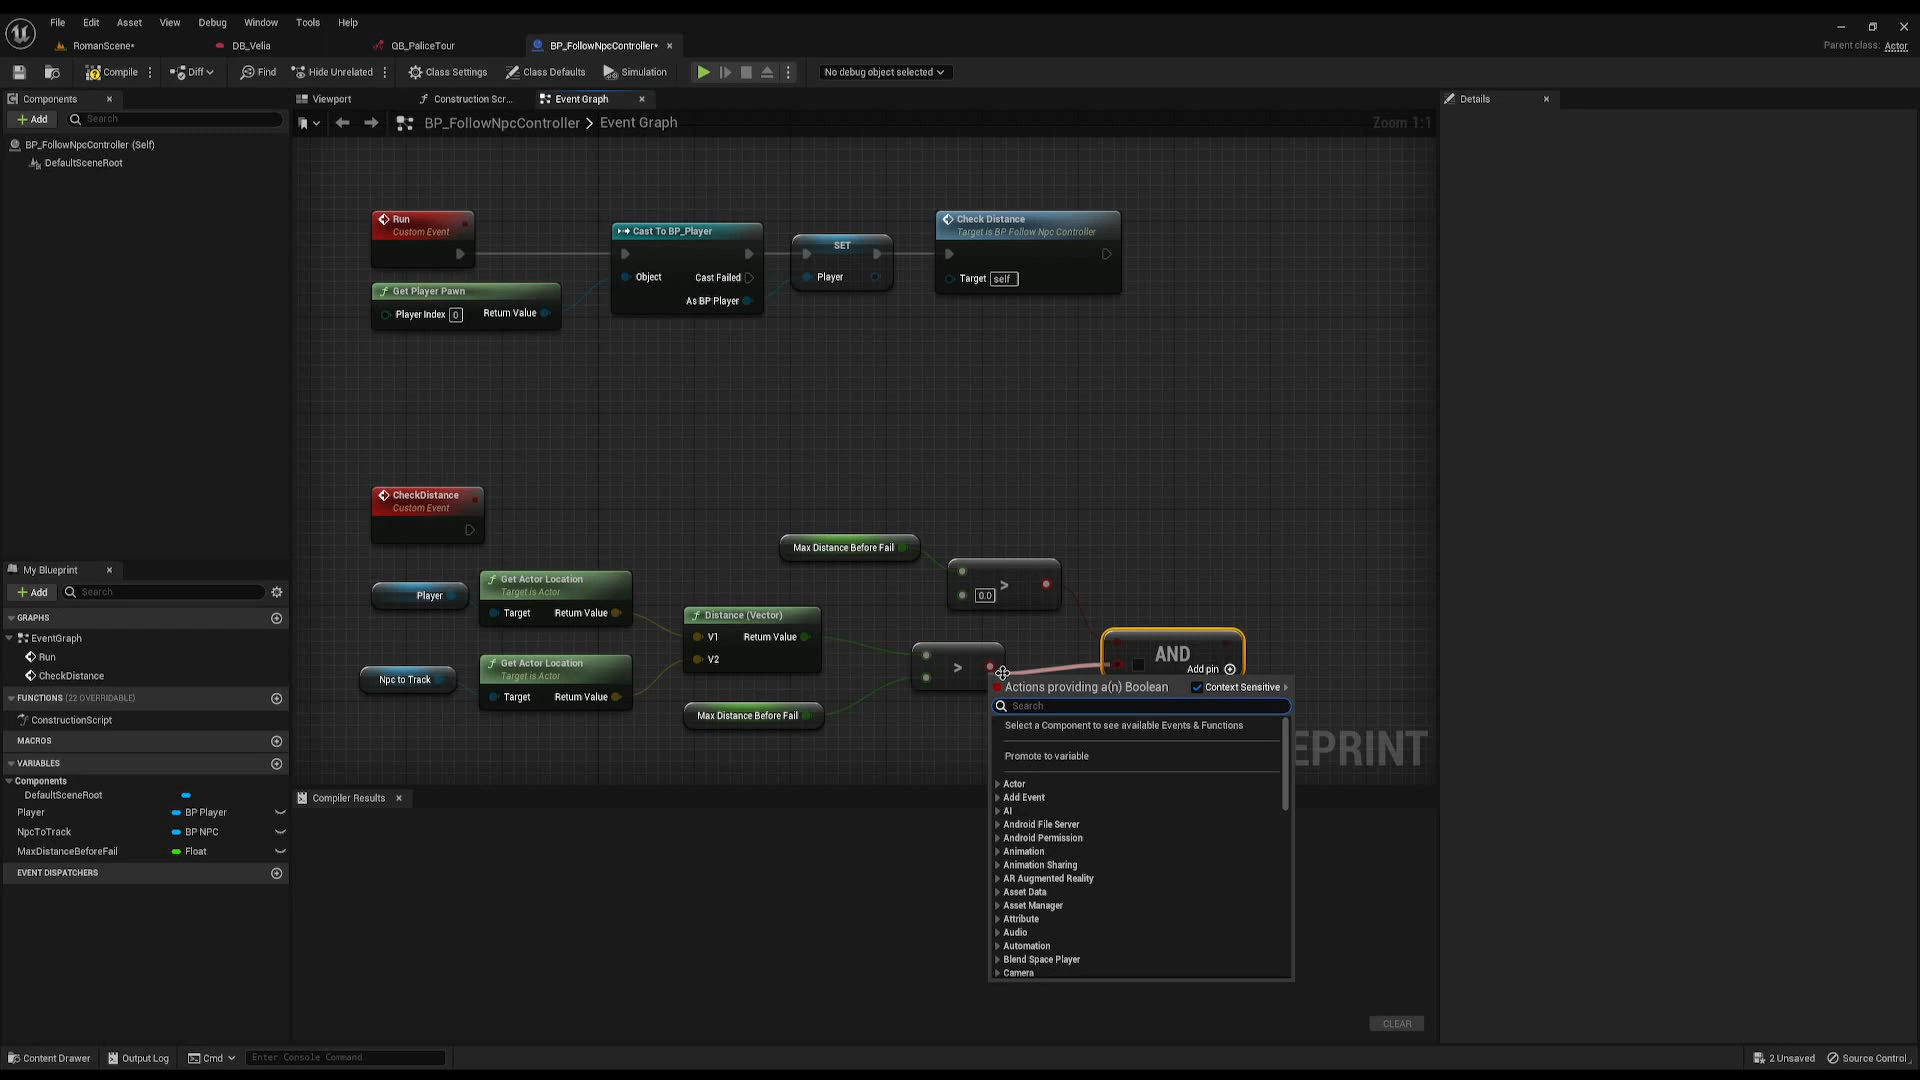 File Edit Asset View Debug Window Tools Help
RomanScene* DB_Velia QB_PaliceTour BP_FollowNpcController*
Parent class: Actor
Compile Diff Find Hide Unrelated Class Settings Class Defaults Simulation No debug object selected
Components Viewport Construction Scr... Event Graph Details
Add Search BP_FollowNpcController > Event Graph Zoom 1:1
BP_FollowNpcController (Self)
DefaultSceneRoot
Run
Custom Event
Get Player Pawn
Player Index 0 Return Value
Cast To BP_Player
Object Cast Failed
As BP Player
SET
Player
Check Distance
Target is BP Follow Npc Controller
Target self
CheckDistance
Custom Event
Max Distance Before Fail
>
0.0
Player
Get Actor Location
Target is Actor
Target Return Value
Distance (Vector)
V1 Return Value
V2
Npc to Track
Get Actor Location
Target is Actor
Target Return Value
Max Distance Before Fail
>
AND
Add pin
Actions providing a(n) Boolean Context Sensitive
Search
Select a Component to see available Events & Functions
Promote to variable
Actor
Add Event
AI
Android File Server
Android Permission
Animation
Animation Sharing
AR Augmented Reality
Asset Data
Asset Manager
Attribute
Audio
Automation
Blend Space Player
Camera
EPRINT
My Blueprint
Add Search
GRAPHS
EventGraph
Run
CheckDistance
FUNCTIONS (22 OVERRIDABLE)
ConstructionScript
MACROS
VARIABLES
Components
DefaultSceneRoot
Player BP Player
NpcToTrack BP NPC
MaxDistanceBeforeFail Float
EVENT DISPATCHERS
Compiler Results
CLEAR
Content Drawer Output Log Cmd Enter Console Command 2 Unsaved Source Control